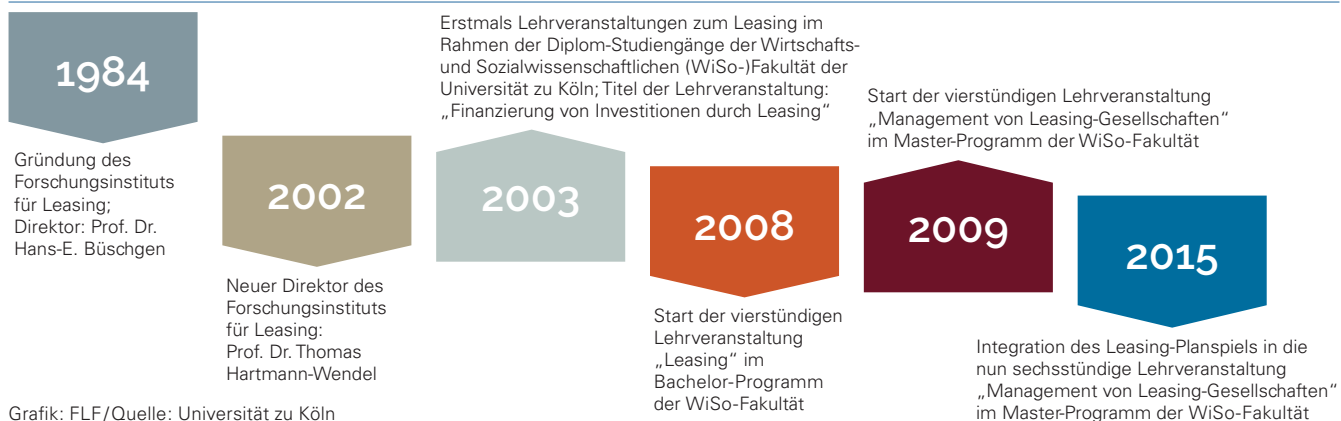 1984
Gründung des
Forschungsinstituts
für Leasing;
Direktor: Prof. Dr.
Hans-E. Büschgen
2002
Neuer Direktor des
Forschungsinstituts
für Leasing:
Prof. Dr. Thomas
Hartmann-Wendel
Erstmals Lehrveranstaltungen zum Leasing im
Rahmen der Diplom-Studiengänge der Wirtschafts-
und Sozialwissenschaftlichen (WiSo-)Fakultät der
Universität zu Köln; Titel der Lehrveranstaltung:
„Finanzierung von Investitionen durch Leasing“
2003
2008
Start der vierstündigen
Lehrveranstaltung
„Leasing“ im
Bachelor-Programm
der WiSo-Fakultät
Start der vierstündigen Lehrveranstaltung
„Management von Leasing-Gesellschaften“
im Master-Programm der WiSo-Fakultät
2009
2015
Integration des Leasing-Planspiels in die
nun sechsstündige Lehrveranstaltung
„Management von Leasing-Gesellschaften“
im Master-Programm der WiSo-Fakultät
Grafik: FLF/Quelle: Universität zu Köln